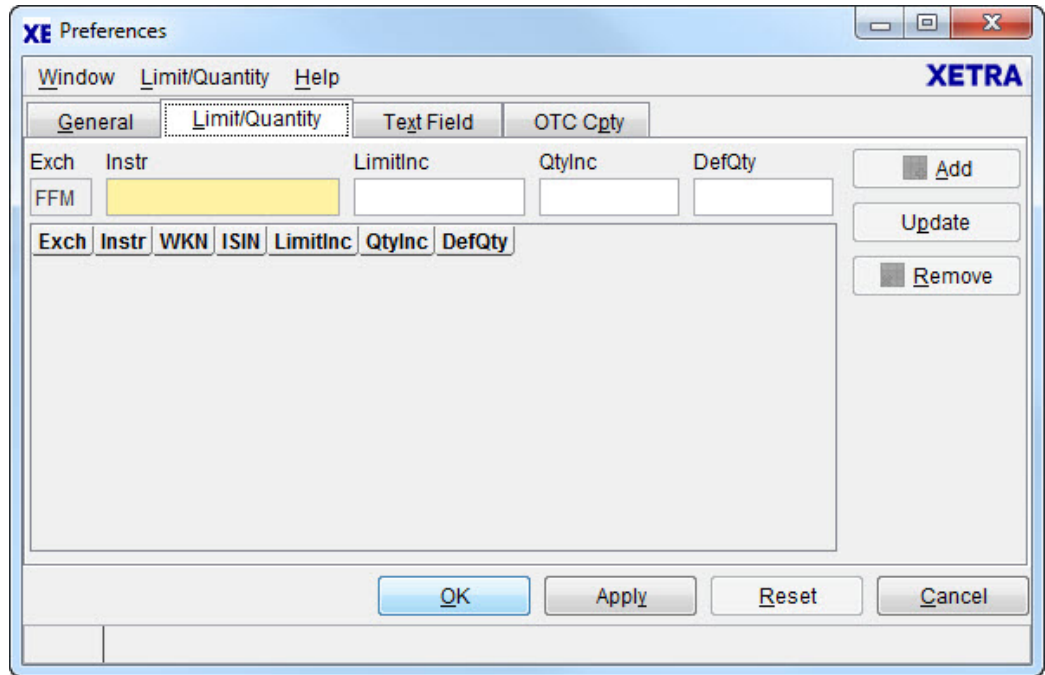 XE Preferences
Window Limit/Quantity Help XETRA
General Limit/Quantity Text Field OTC Cpty
Exch Instr LimitInc QtyInc DefQty
Add
FFM
Update
Exch Instr WKN ISIN LimitInc QtyInc DefQty
Remove
OK Apply Reset Cancel